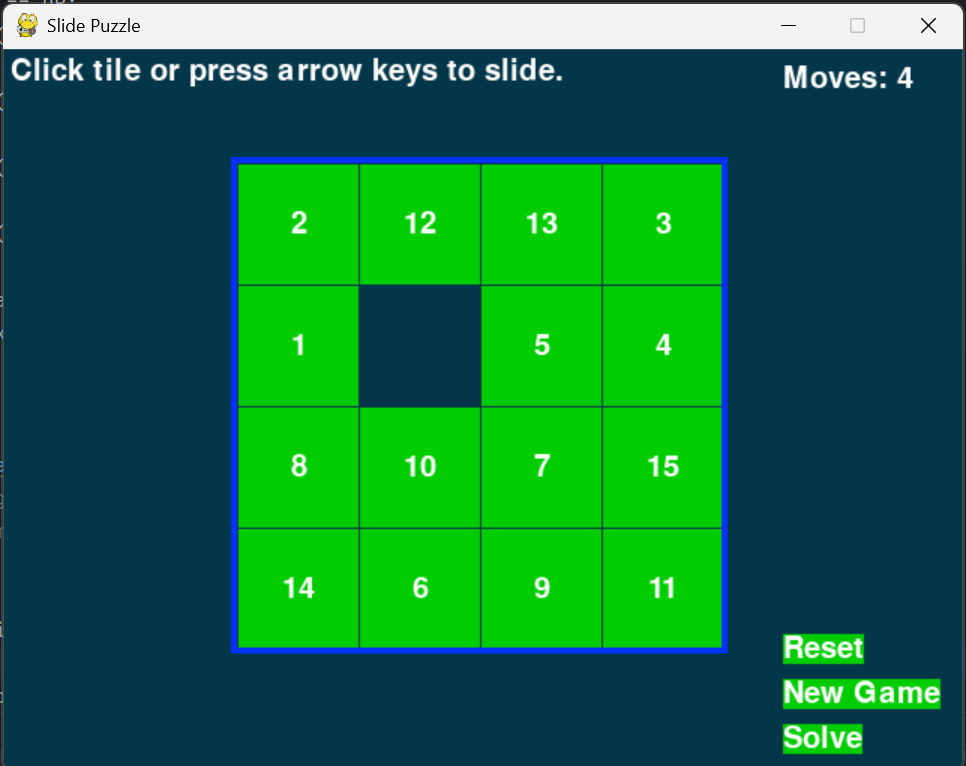 Slide Puzzle
Click tile or press arrow keys to slide.
Moves: 4
2 12 13 3
1 5 4
8 10 7 15
14 6 9 11
Reset
New Game
Solve